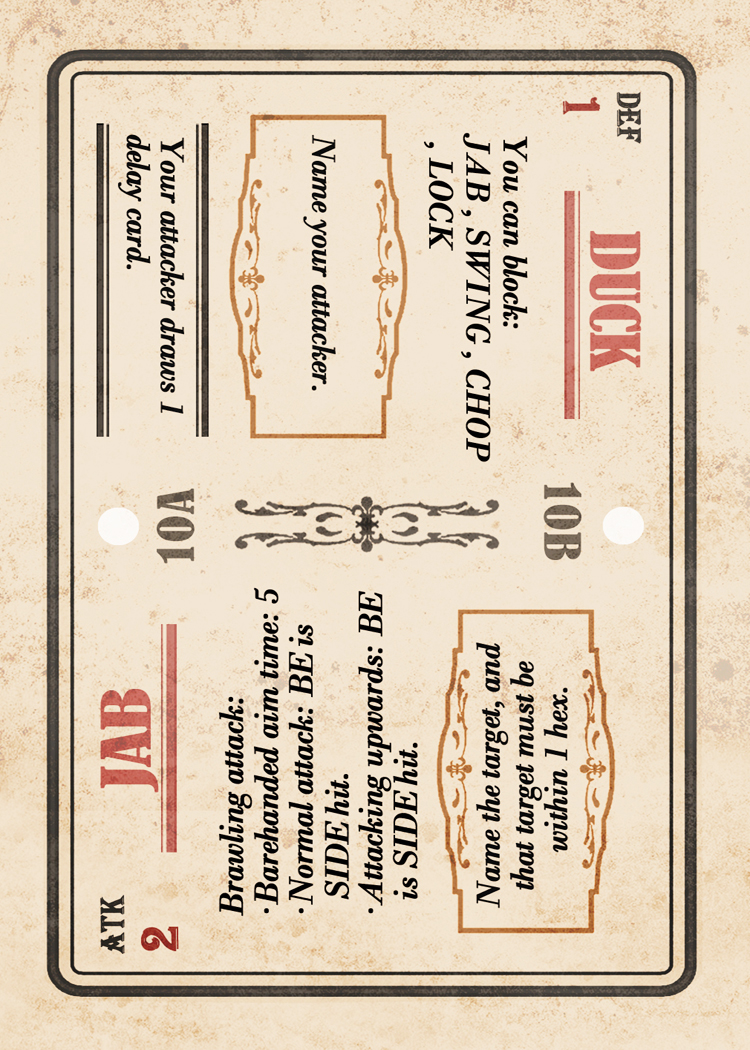 DEF
1
DUCK
You can block:
JAB , SWING , CHOP
, LOCK
Name your attacker.
Your attacker draws 1
delay card.
10B
10A
ATK
2
JAB
Brawling attack:
·Barehanded aim time: 5
·Normal attack: BE is
SIDE hit.
·Attacking upwards: BE
is SIDE hit.
Name the target, and
that target must be
within 1 hex.